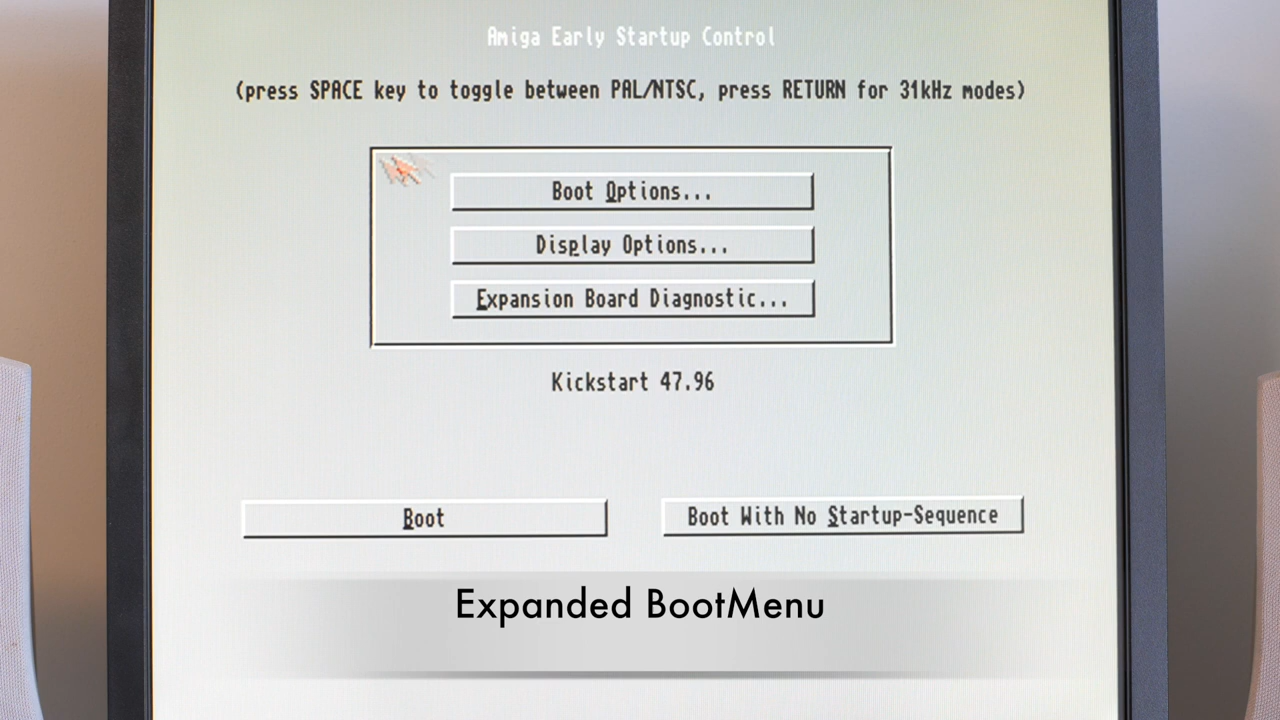 Amiga Early Startup Control
(press SPACE key to toggle between PAL/NTSC, press RETURN for 31kHz modes)
Boot Options...
Display Options...
Expansion Board Diagnostic...
Kickstart 47.96
Boot
Boot With No Startup-Sequence
Expanded BootMenu